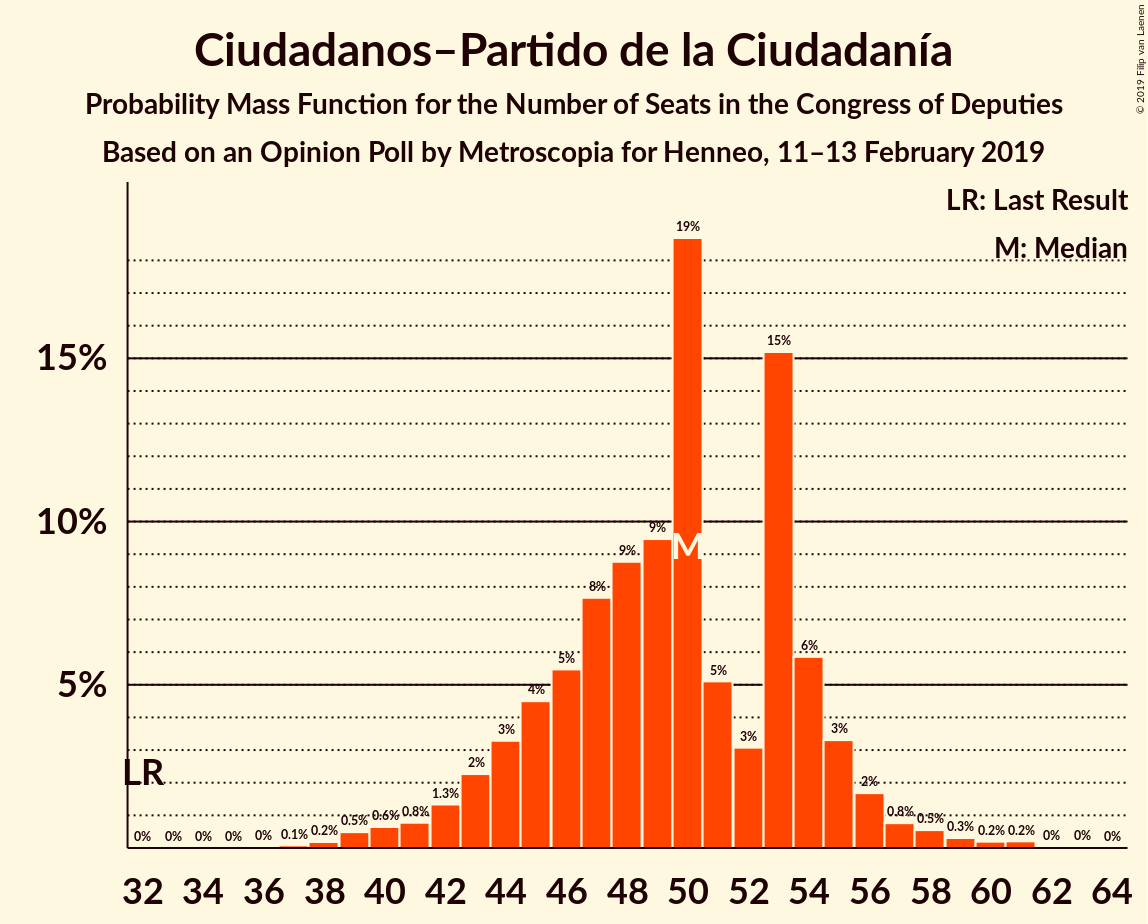 Ciudadanos–Partido de la Ciudadanía
Probability Mass Function for the Number of Seats in the Congress of Deputies
Based on an Opinion Poll by Metroscopia for Henneo, 11–13 February 2019
© 2019 Filip van Laenen
LR: Last Result
M: Median
15%
10%
5%
LR
M
0% 0% 0% 0% 0% 0.1% 0.2% 0.5% 0.6% 0.8% 1.3% 2% 3% 4% 5% 8% 9% 9% 19% 5% 3% 15% 6% 3% 2% 0.8% 0.5% 0.3% 0.2% 0.2% 0% 0% 0%
32 34 36 38 40 42 44 46 48 50 52 54 56 58 60 62 64